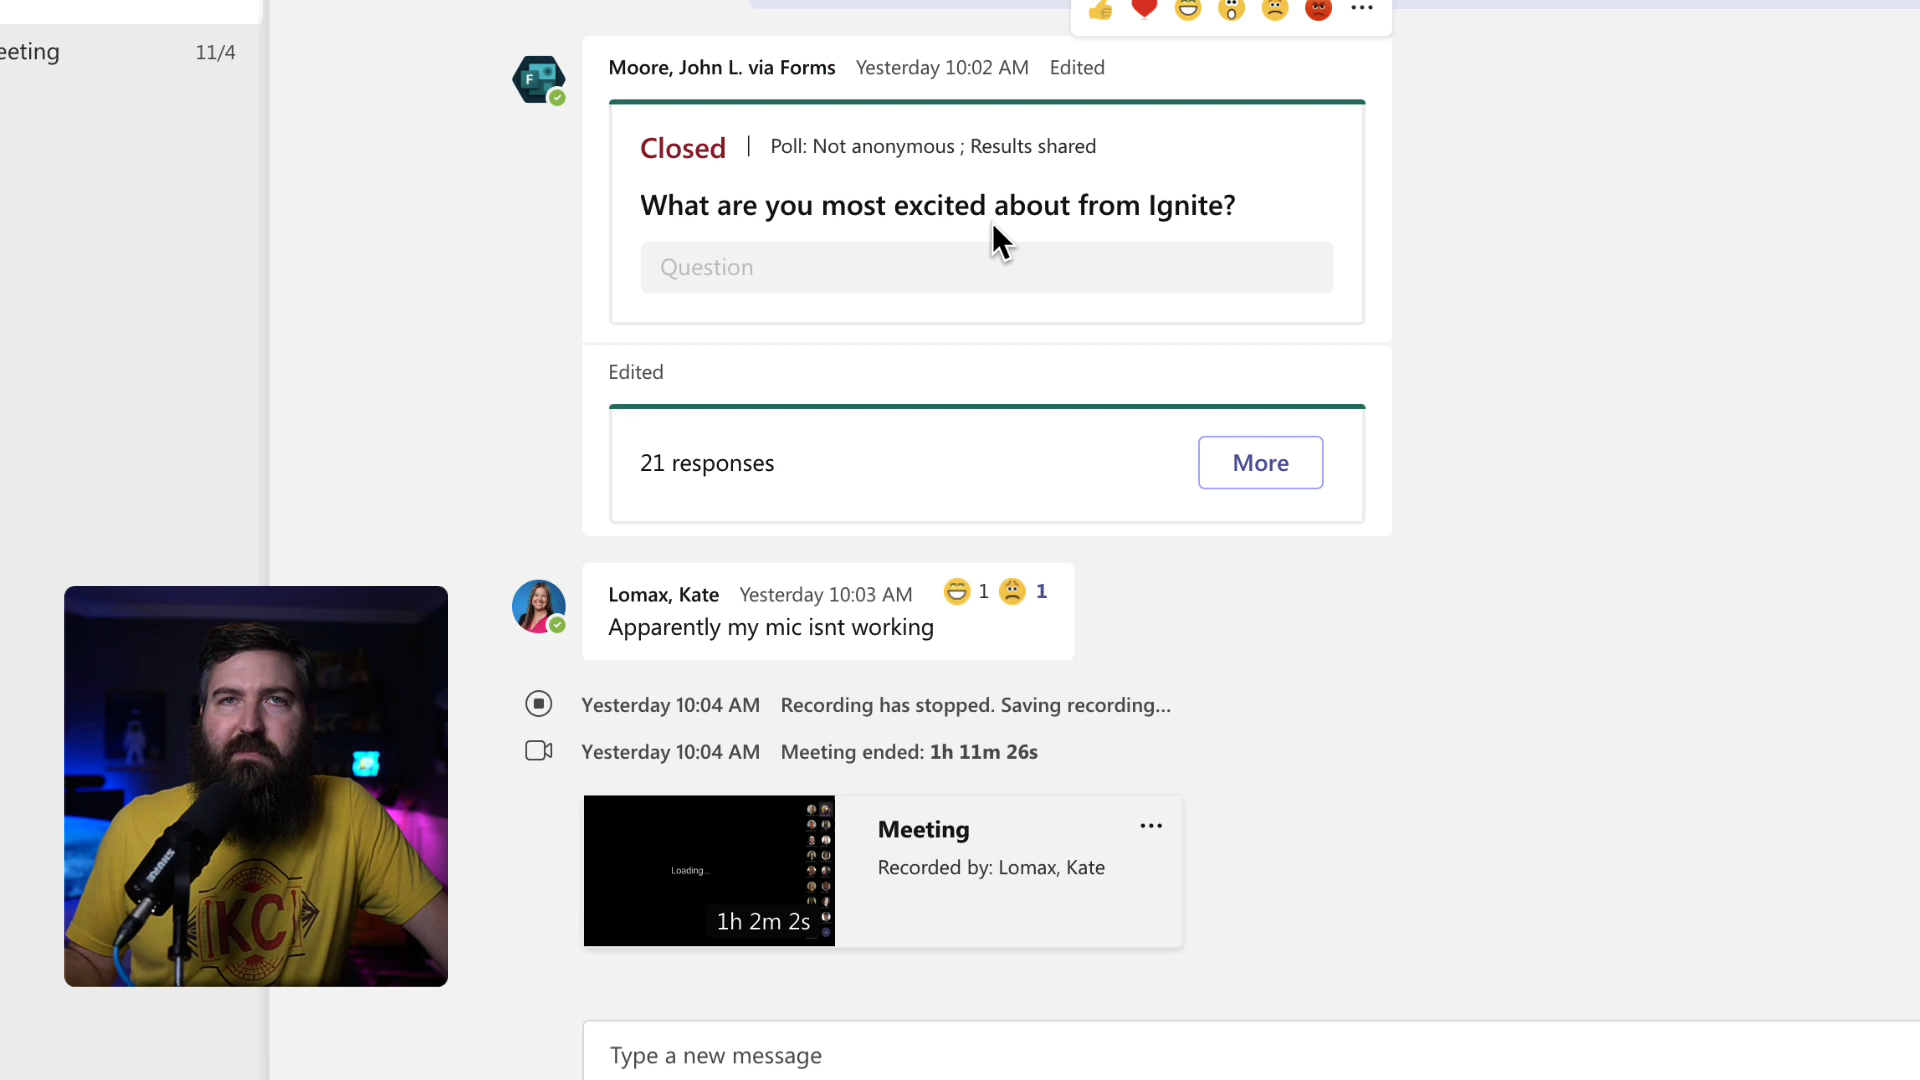 eeting 11/4
Moore, John L. via Forms Yesterday 10:02 AM Edited
F
Closed | Poll: Not anonymous ; Results shared
What are you most excited about from Ignite?
Question
Edited
21 responses More
Lomax, Kate Yesterday 10:03 AM 1 1
Apparently my mic isnt working
Yesterday 10:04 AM Recording has stopped. Saving recording...
Yesterday 10:04 AM Meeting ended: 1h 11m 26s
Loading...
1h 2m 2s
Meeting
Recorded by: Lomax, Kate
SHURE
KC
Type a new message